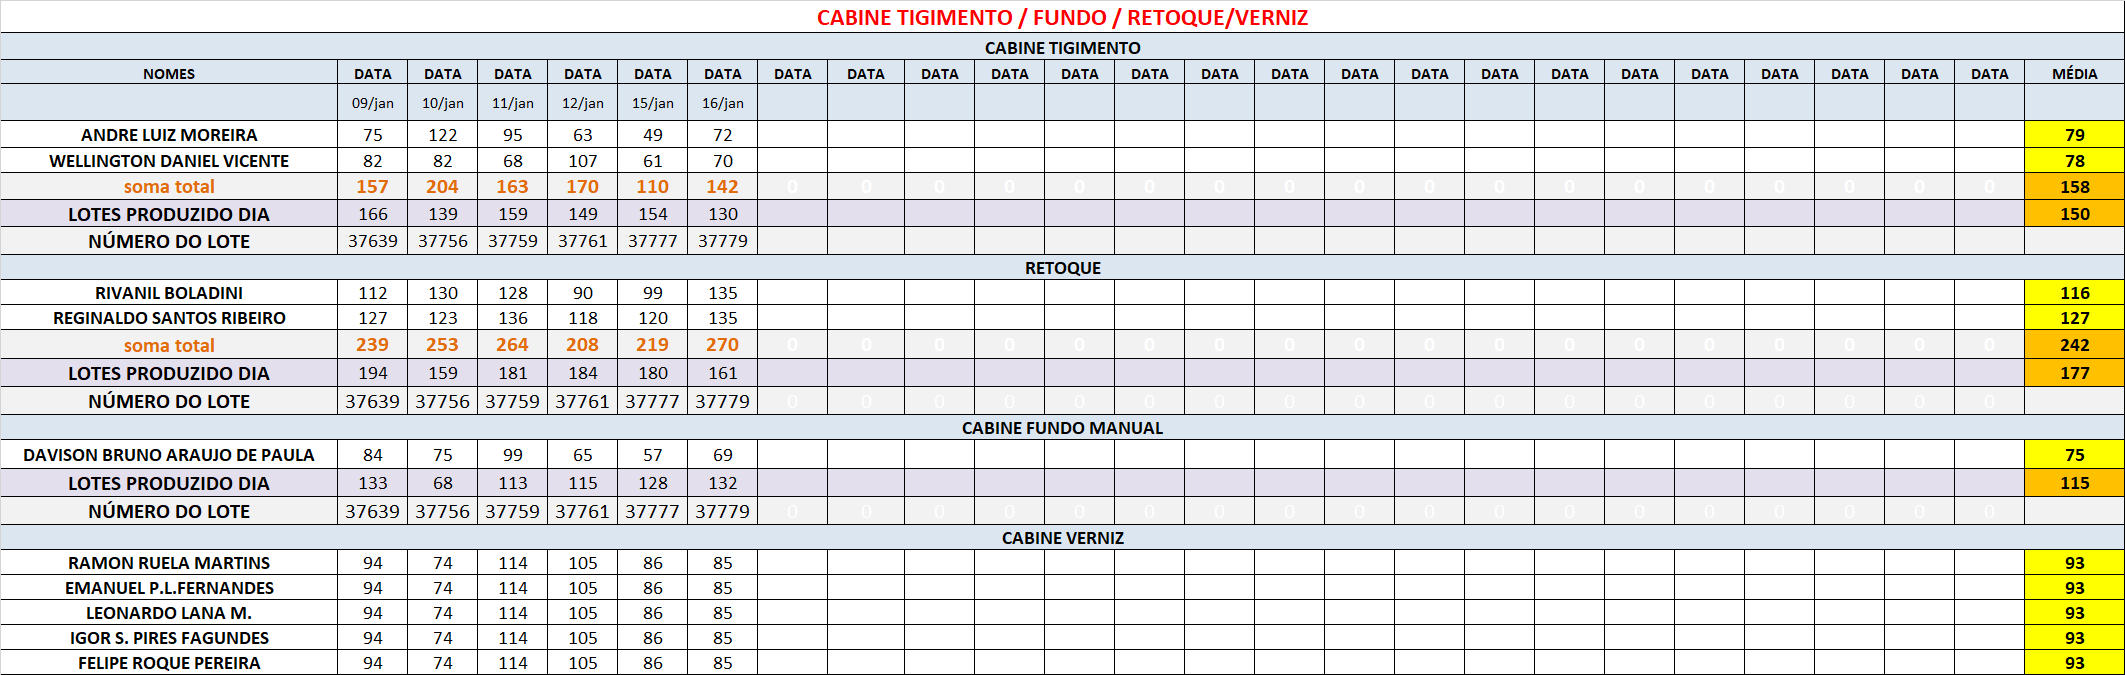 CABINE TIGIMENTO / FUNDO / RETOQUE/VERNIZ
CABINE TIGIMENTO
NOMES DATA DATA DATA DATA DATA DATA DATA DATA DATA DATA DATA DATA DATA DATA DATA DATA DATA DATA DATA DATA DATA DATA DATA DATA MÉDIA
09/jan 10/jan 11/jan 12/jan 15/jan 16/jan
ANDRE LUIZ MOREIRA 75 122 95 63 49 72 79
WELLINGTON DANIEL VICENTE 82 82 68 107 61 70 78
soma total 157 204 163 170 110 142 0 0 0 0 0 0 0 0 0 0 0 0 0 0 0 0 0 0 158
LOTES PRODUZIDO DIA 166 139 159 149 154 130 150
NÚMERO DO LOTE 37639 37756 37759 37761 37777 37779
RETOQUE
RIVANIL BOLADINI 112 130 128 90 99 135 116
REGINALDO SANTOS RIBEIRO 127 123 136 118 120 135 127
soma total 239 253 264 208 219 270 0 0 0 0 0 0 0 0 0 0 0 0 0 0 0 0 0 0 242
LOTES PRODUZIDO DIA 194 159 181 184 180 161 177
NÚMERO DO LOTE 37639 37756 37759 37761 37777 37779 0 0 0 0 0 0 0 0 0 0 0 0 0 0 0 0 0 0
CABINE FUNDO MANUAL
DAVISON BRUNO ARAUJO DE PAULA 84 75 99 65 57 69 75
LOTES PRODUZIDO DIA 133 68 113 115 128 132 115
NÚMERO DO LOTE 37639 37756 37759 37761 37777 37779 0 0 0 0 0 0 0 0 0 0 0 0 0 0 0 0 0 0
CABINE VERNIZ
RAMON RUELA MARTINS 94 74 114 105 86 85 93
EMANUEL P.L.FERNANDES 94 74 114 105 86 85 93
LEONARDO LANA M. 94 74 114 105 86 85 93
IGOR S. PIRES FAGUNDES 94 74 114 105 86 85 93
FELIPE ROQUE PEREIRA 94 74 114 105 86 85 93